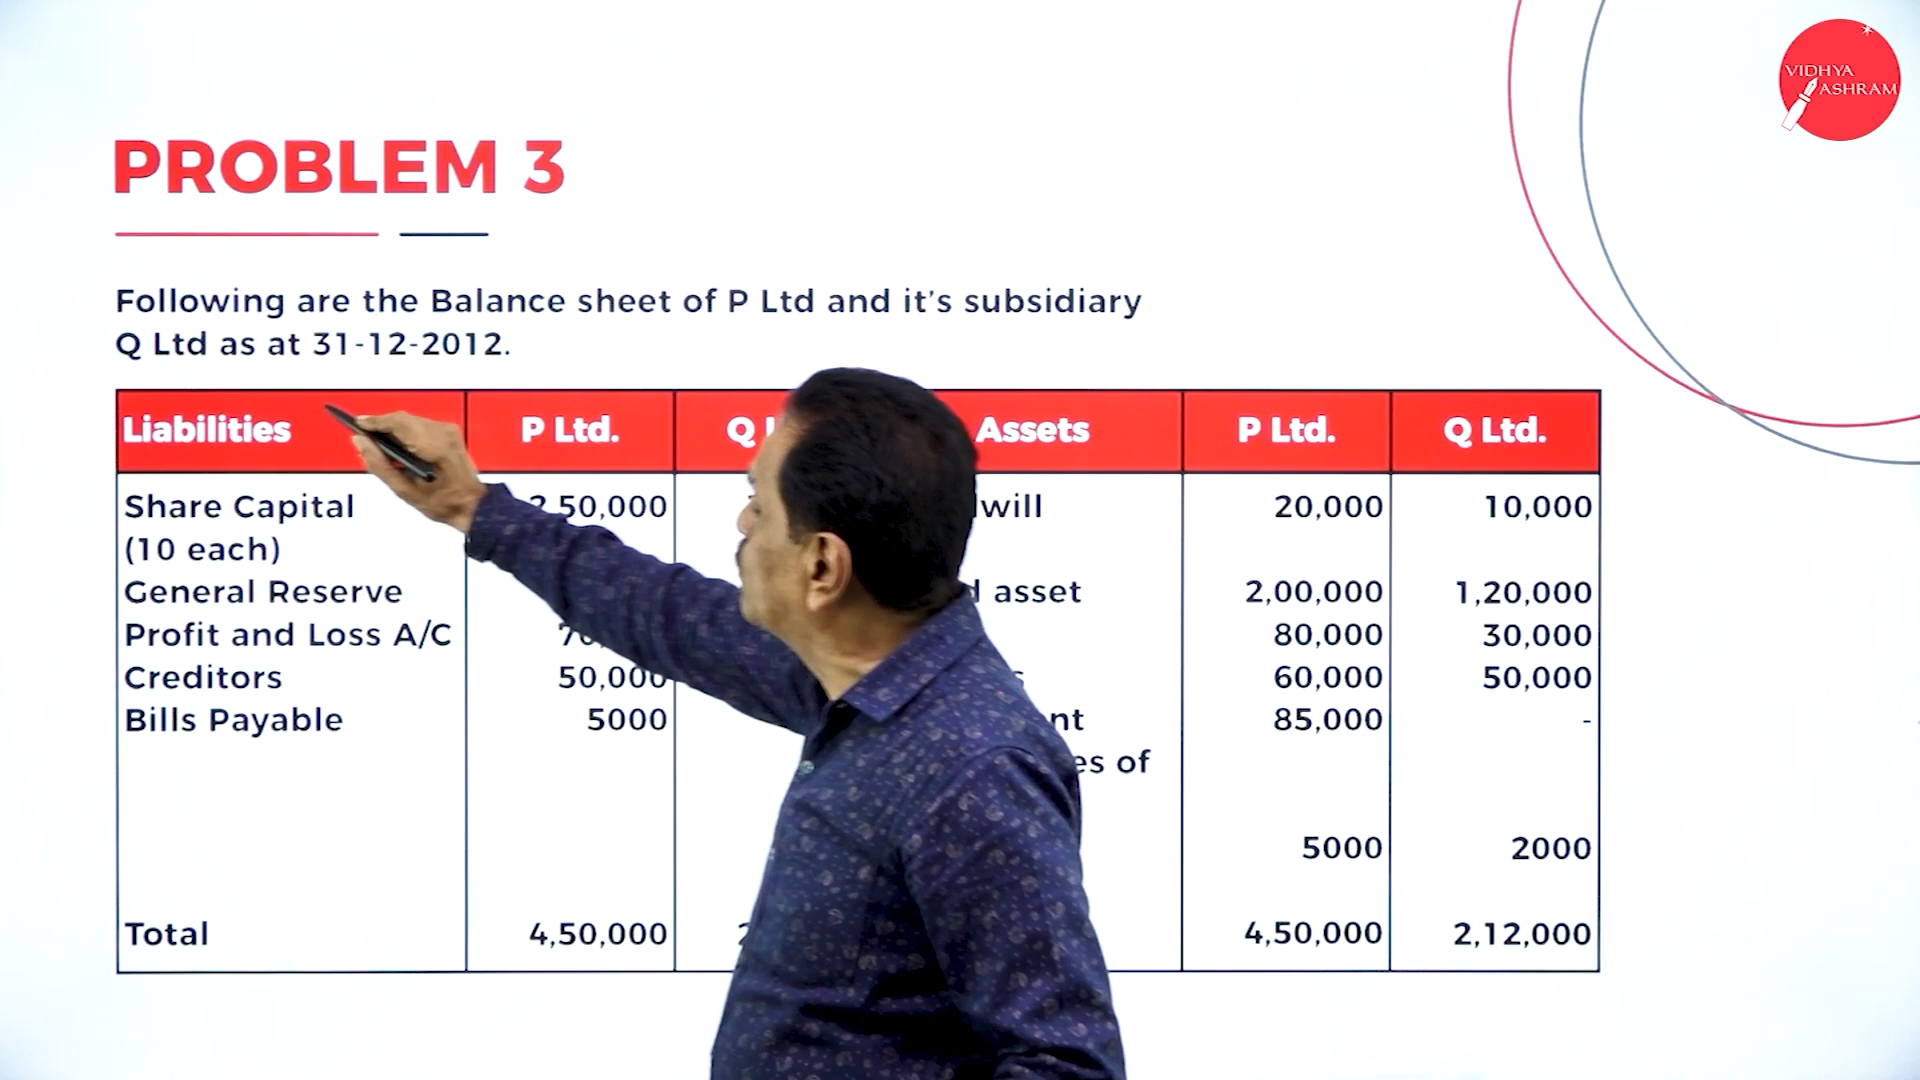 VIDHYA
ASHRAM
PROBLEM 3
Following are the Balance sheet of P Ltd and it's subsidiary
Q Ltd as at 31-12-2012.
Liabilities P Ltd. Q Assets P Ltd. Q Ltd.
Share Capital 2,50,000 20,000 10,000
(10 each)
General Reserve asset 2,00,000 1,20,000
Profit and Loss A/C 80,000 30,000
Creditors 50,000 60,000 50,000
Bills Payable 5000 85,000 -
of
5000 2000
Total 4,50,000 4,50,000 2,12,000